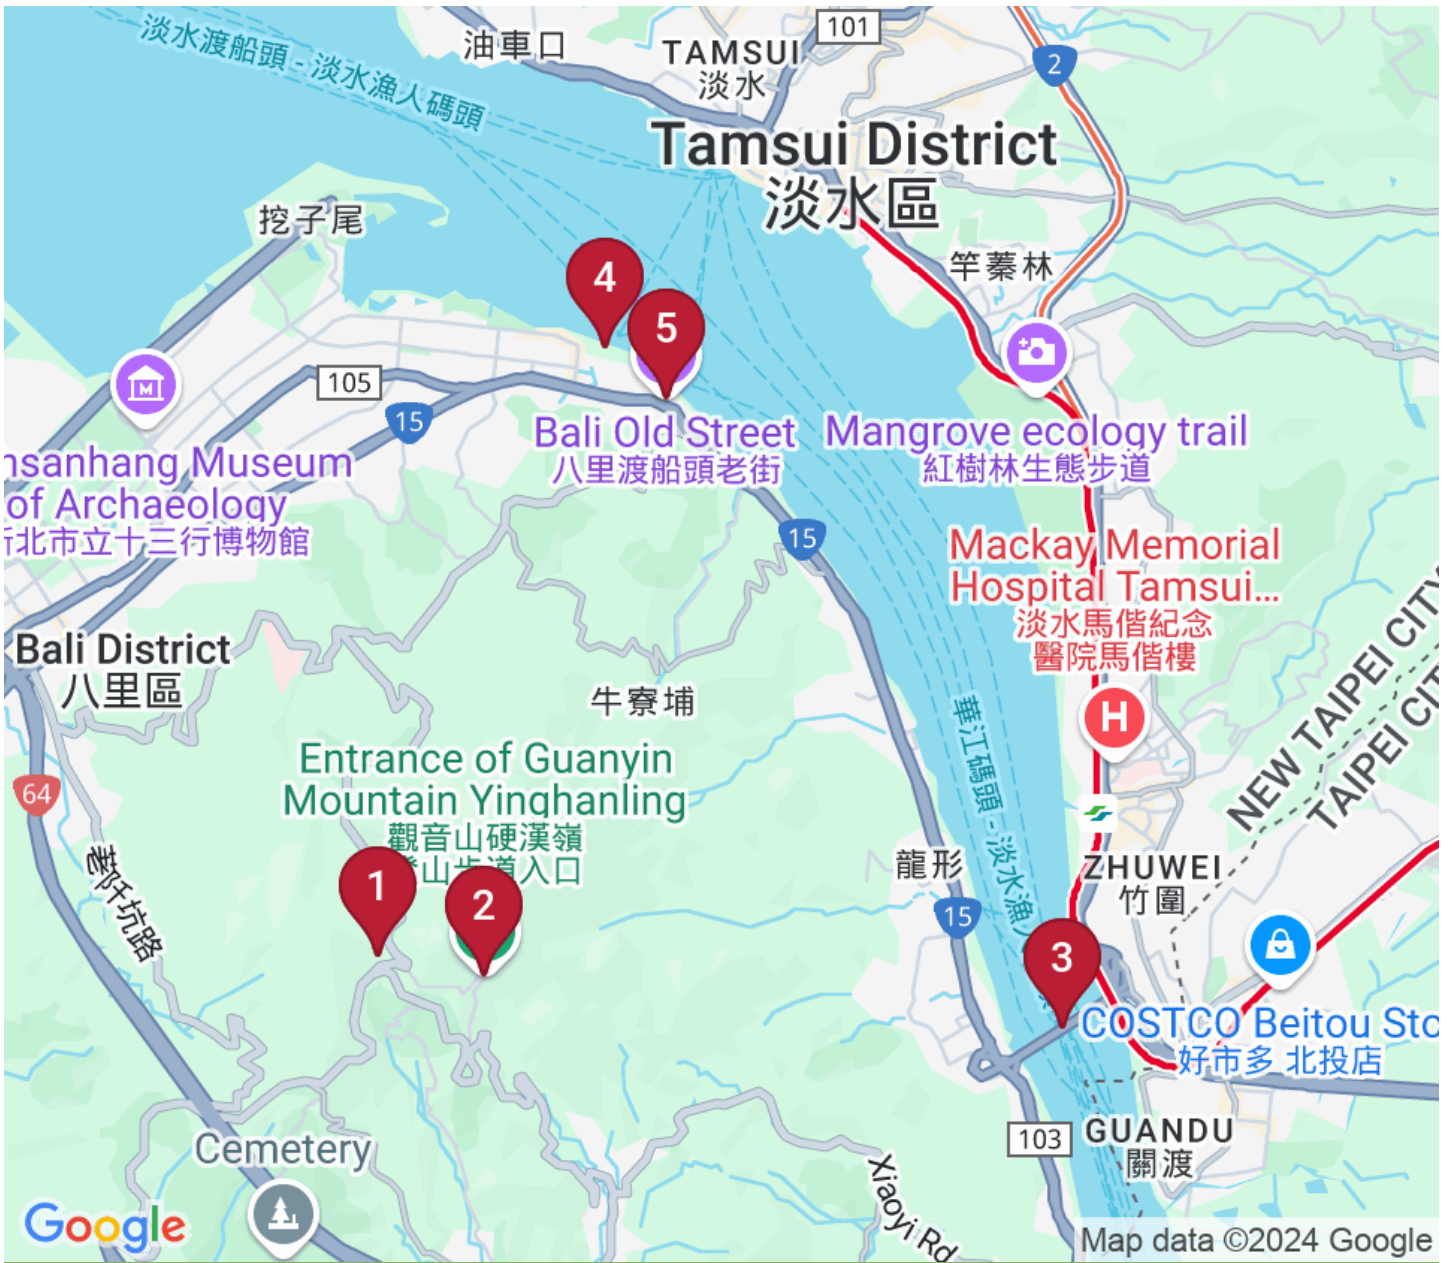 淡水渡船頭 - 淡水漁人碼頭
油車口
TAMSUI
淡水
101
2
Tamsui District
淡水區
挖子尾
竿蓁林
4
5
105
15
Bali Old Street
八里渡船頭老街
Mangrove ecology trail
紅樹林生態步道
nsanhang Museum
of Archaeology
北市立十三行博物館
15
Mackay Memorial
Hospital Tamsui...
淡水馬偕紀念
醫院馬偕樓
H
Bali District
八里區
牛寮埔
NEW TAIPEI CITY
TAIPEI CIT
64
Entrance of Guanyin
Mountain Yinghanling
觀音山硬漢嶺
山步道入口
華江碼頭 - 淡水漁人
1
2
龍形
15
ZHUWEI
竹圍
3
COSTCO Beitou Sto
好市多 北投店
103
GUANDU
關渡
Cemetery
Xiaoyi Rd
Google
Map data ©2024 Google